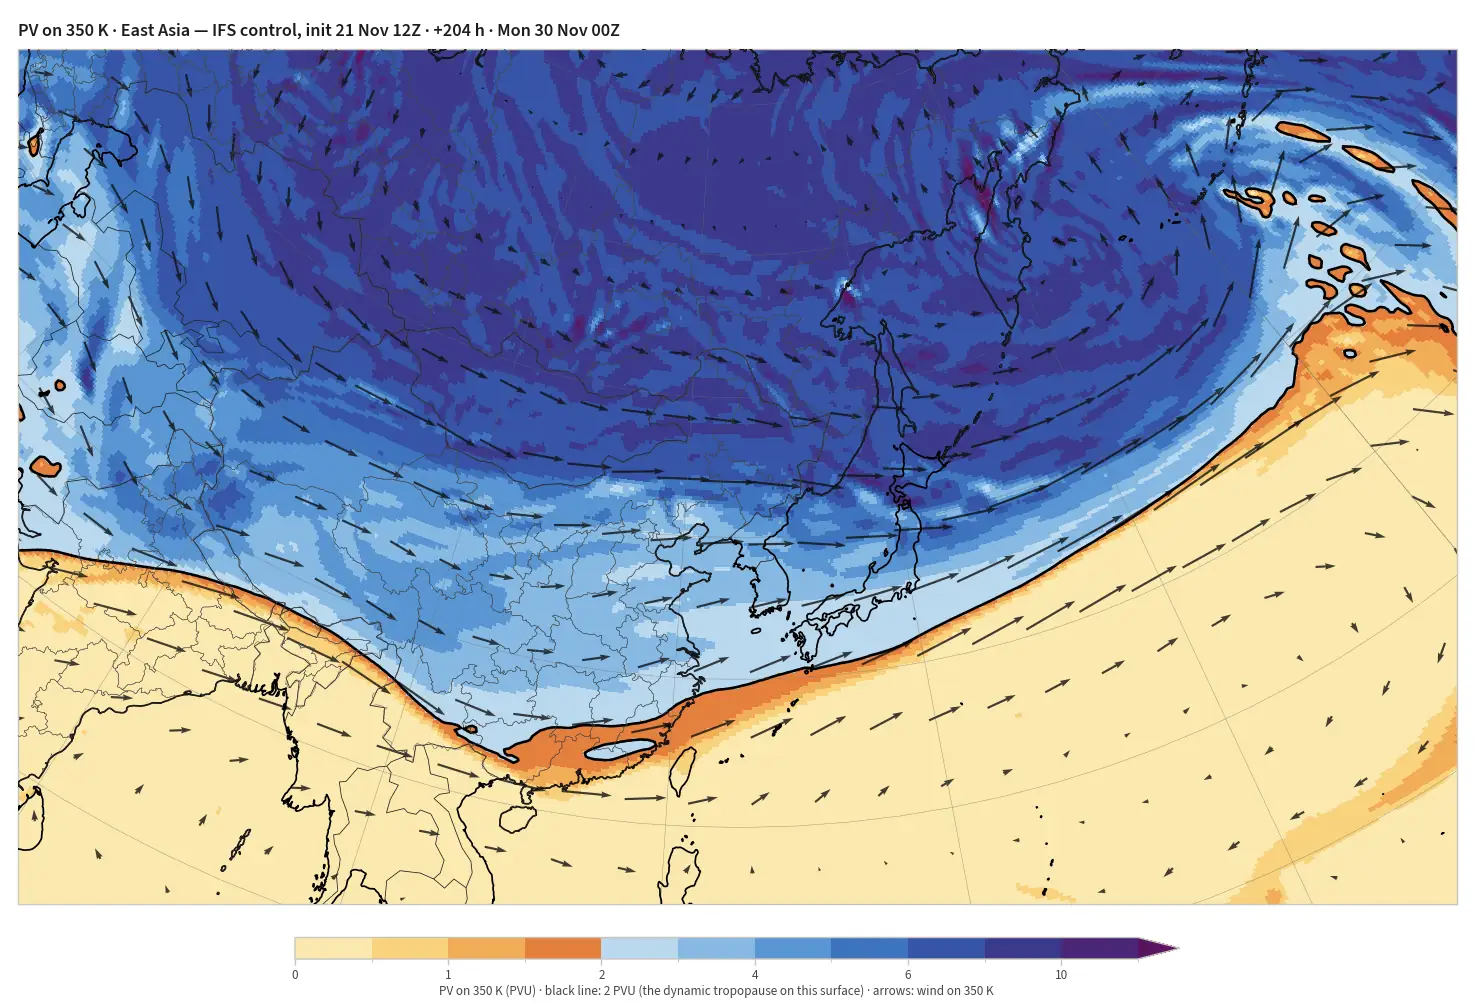 PV on 350 K · East Asia — IFS control, init 21 Nov 12Z · +204 h · Mon 30 Nov 00Z
0 1 2 4 6 10
PV on 350 K (PVU) · black line: 2 PVU (the dynamic tropopause on this surface) · arrows: wind on 350 K